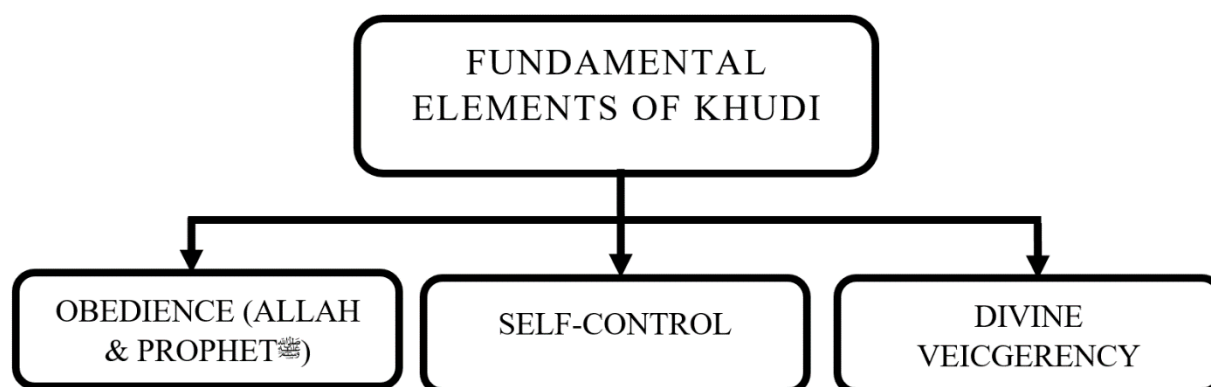 FUNDAMENTAL
ELEMENTS OF KHUDI
OBEDIENCE (ALLAH
& PROPHETﷺ)
SELF-CONTROL
DIVINE
VEICGERENCY